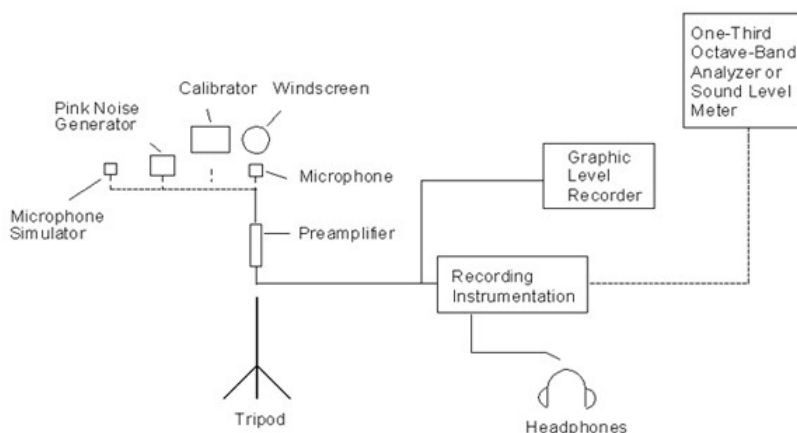 One-Third
Octave-Band
Analyzer or
Sound Level
Meter
Calibrator
Windscreen
Pink Noise
Generator
Graphic
Level
Recorder
Microphone
Microphone
Simulator
Preamplifier
Recording
Instrumentation
Tripod
Headphones